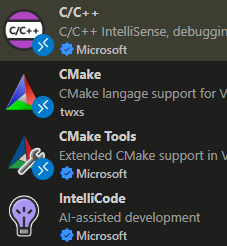 C/C++
C/C++
C/C++ IntelliSense, debuggin
Microsoft
CMake
CMake langage support for V
twxs
CMake Tools
Extended CMake support in V
Microsoft
IntelliCode
AI-assisted development
Microsoft